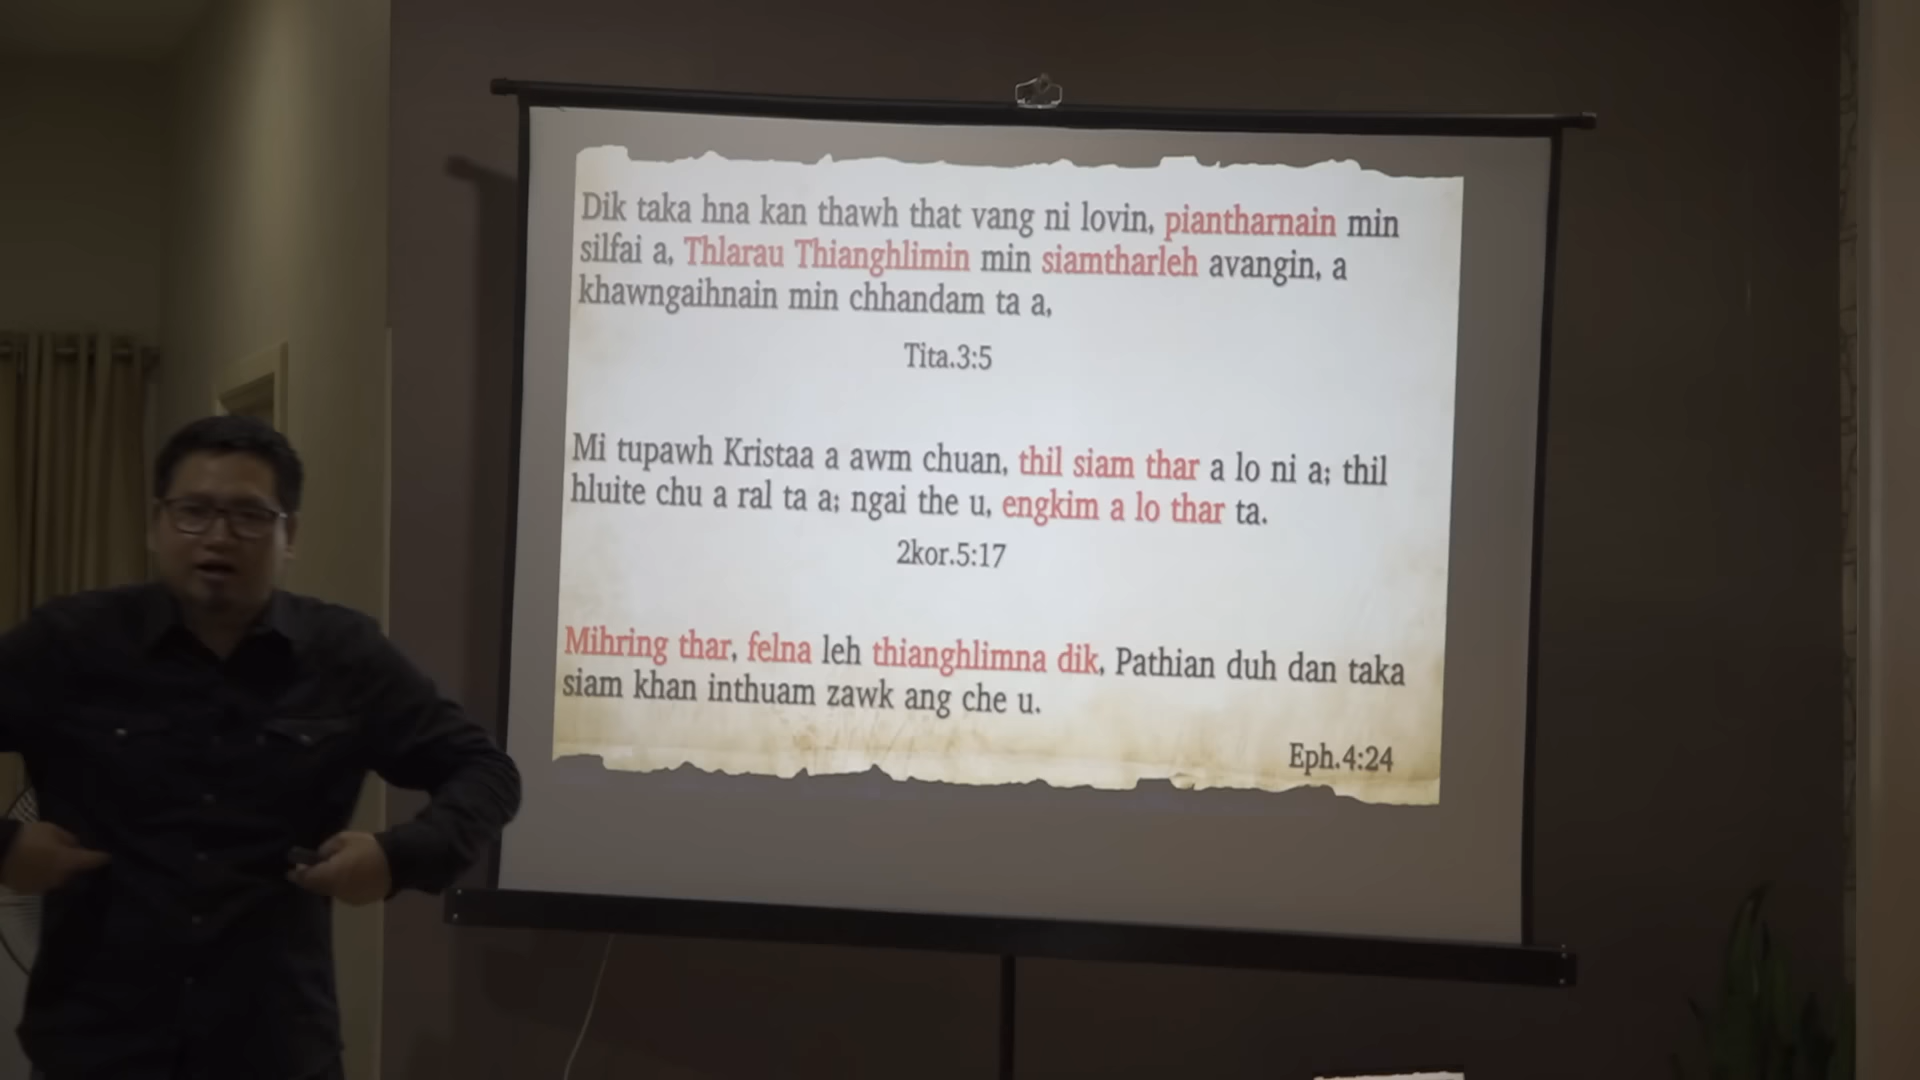 Dik taka hna kan thawh that vang ni lovin, piantharnain min
silfai a, Thlarau Thianghlimin min siamtharleh avangin, a
khawngaihnain min chhandam ta a,
Tita.3:5
Mi tupawh Kristaa a awm chuan, thil siam thar a lo ni a; thil
hluite chu a ral ta a; ngai the u, engkim a lo thar ta.
2kor.5:17
Mihring thar, felna leh thianghlimna dik, Pathian duh dan taka
siam khan inthuam zawk ang che u.
Eph.4:24